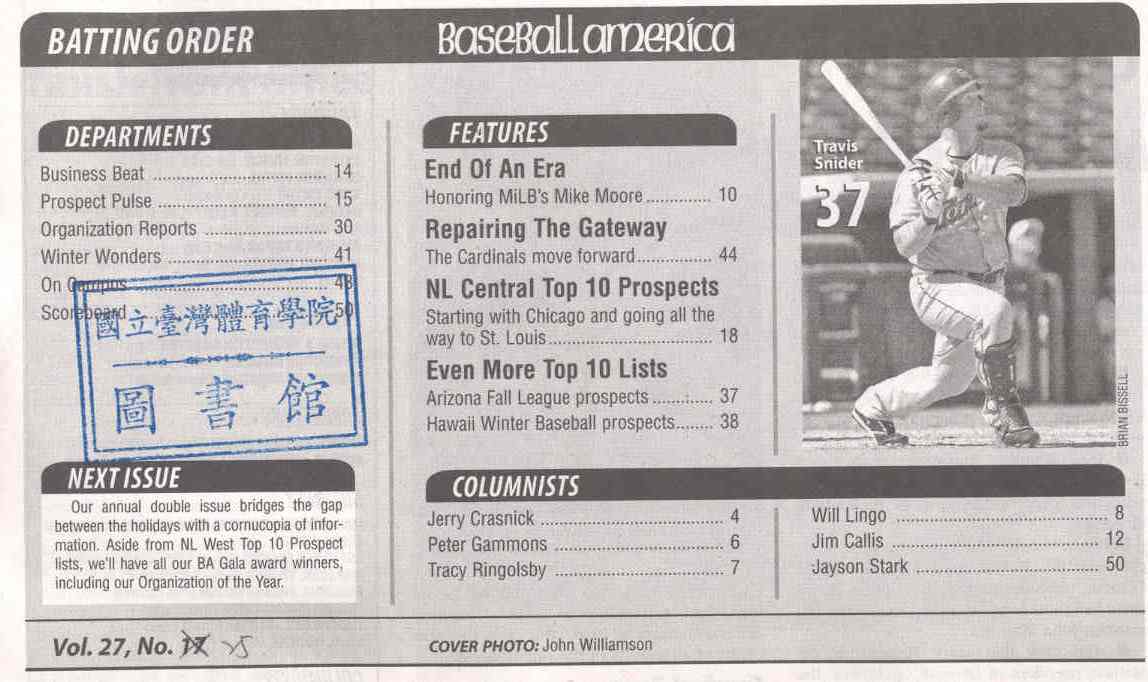 BATTING ORDER
BaseBall america
DEPARTMENTS
Business Beat ................................ 14
Prospect Pulse ............................... 15
Organization Reports ...................... 30
Winter Wonders ............................. 41
On Campus .................................... 48
Scoreboard .................................... 50
國立臺灣體育學院
圖書館
NEXT ISSUE
Our annual double issue bridges the gap
between the holidays with a cornucopia of infor-
mation. Aside from NL West Top 10 Prospect
lists, we'll have all our BA Gala award winners,
including our Organization of the Year.
FEATURES
End Of An Era
Honoring MiLB's Mike Moore ............. 10
Repairing The Gateway
The Cardinals move forward ............... 44
NL Central Top 10 Prospects
Starting with Chicago and going all the
way to St. Louis ................................. 18
Even More Top 10 Lists
Arizona Fall League prospects ............ 37
Hawaii Winter Baseball prospects ........ 38
Travis
Snider
37
BRIAN BISSELL
COLUMNISTS
Jerry Crasnick .................................... 4
Peter Gammons ................................. 6
Tracy Ringolsby ................................. 7
Will Lingo ........................................... 8
Jim Callis .......................................... 12
Jayson Stark ...................................... 50
Vol. 27, No. 17 25
COVER PHOTO: John Williamson